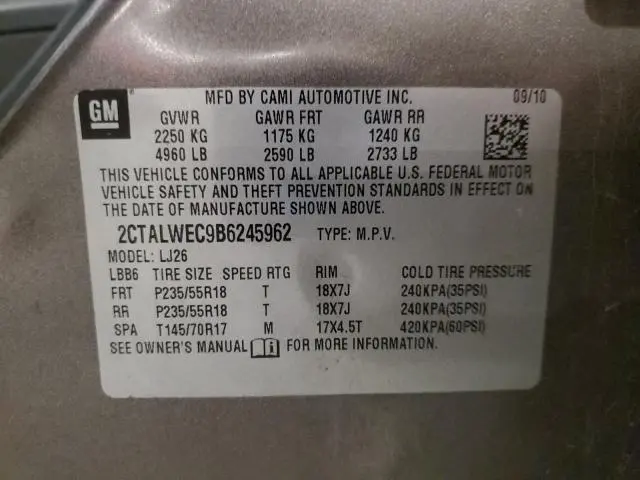 GM
MFD BY CAMI AUTOMOTIVE INC. 09/10
GVWR GAWR FRT GAWR RR
2250 KG 1175 KG 1240 KG
4960 LB 2590 LB 2733 LB
THIS VEHICLE CONFORMS TO ALL APPLICABLE U.S. FEDERAL MOTOR
VEHICLE SAFETY AND THEFT PREVENTION STANDARDS IN EFFECT ON
THE DATE OF MANUFACTURE SHOWN ABOVE.
2CTALWEC9B6245962 TYPE: M.P.V.
MODEL: LJ26
LBB6 TIRE SIZE SPEED RTG RIM COLD TIRE PRESSURE
FRT P235/55R18 T 18X7J 240KPA(35PSI)
RR P235/55R18 T 18X7J 240KPA(35PSI)
SPA T145/70R17 M 17X4.5T 420KPA(60PSI)
SEE OWNER'S MANUAL FOR MORE INFORMATION.